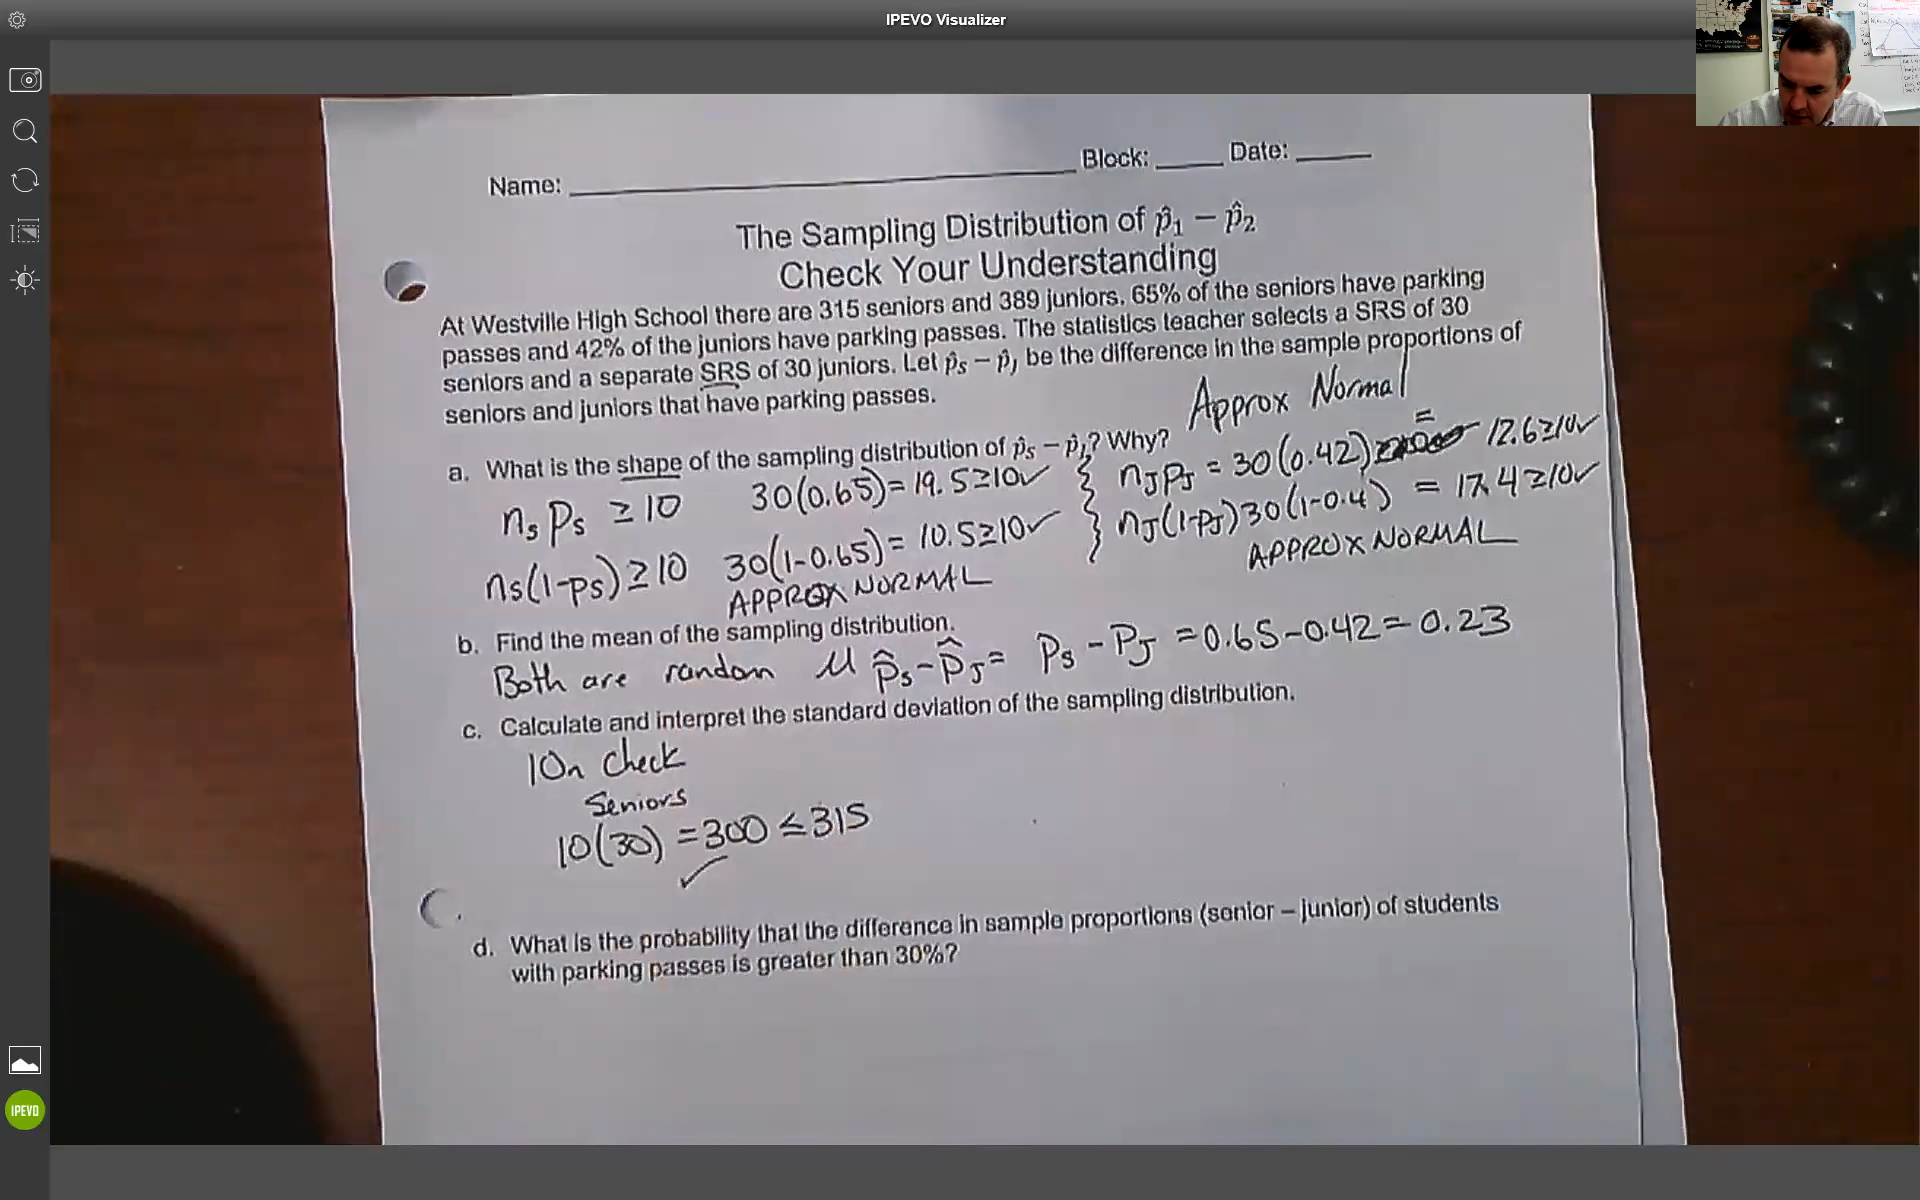 IPEVO Visualizer
Name: Block: Date:
The Sampling Distribution of p̂₁ − p̂₂
Check Your Understanding
At Westville High School there are 315 seniors and 389 juniors. 65% of the seniors have parking
passes and 42% of the juniors have parking passes. The statistics teacher selects a SRS of 30
seniors and a separate SRS of 30 juniors. Let p̂s − p̂J be the difference in the sample proportions of
seniors and juniors that have parking passes.
Approx Normal
a. What is the shape of the sampling distribution of p̂s − p̂J? Why?
ns Ps ≥ 10 30(0.65) = 19.5 ≥ 10 ✓ nJ PJ = 30(0.42) = 12.6 ≥ 10 ✓
ns(1-ps) ≥ 10 30(1-0.65) = 10.5 ≥ 10 ✓ nJ(1-PJ) 30(1-0.4) = 17.4 ≥ 10 ✓
APPROX NORMAL APPROX NORMAL
b. Find the mean of the sampling distribution.
Both are random μ p̂s - p̂J = Ps - PJ = 0.65 - 0.42 = 0.23
c. Calculate and interpret the standard deviation of the sampling distribution.
10n check
Seniors
10(30) = 300 ≤ 315
✓
d. What is the probability that the difference in sample proportions (senior – junior) of students
with parking passes is greater than 30%?
IPEVO